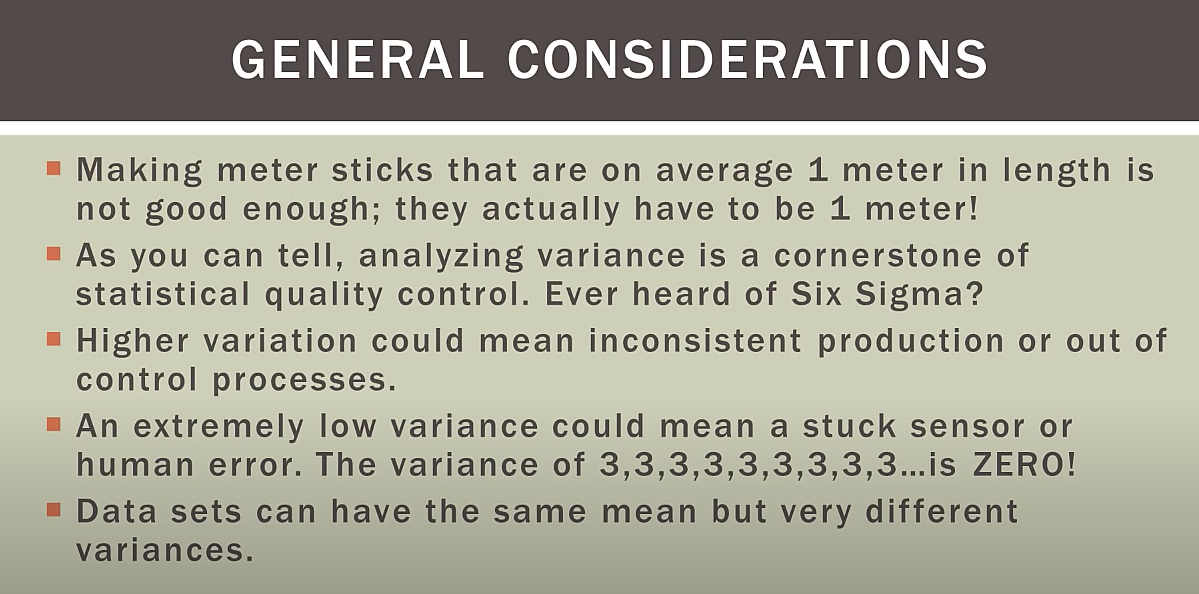 GENERAL CONSIDERATIONS
Making meter sticks that are on average 1 meter in length is
not good enough; they actually have to be 1 meter!
As you can tell, analyzing variance is a cornerstone of
statistical quality control. Ever heard of Six Sigma?
Higher variation could mean inconsistent production or out of
control processes.
An extremely low variance could mean a stuck sensor or
human error. The variance of 3,3,3,3,3,3,3,3,3…is ZERO!
Data sets can have the same mean but very different
variances.